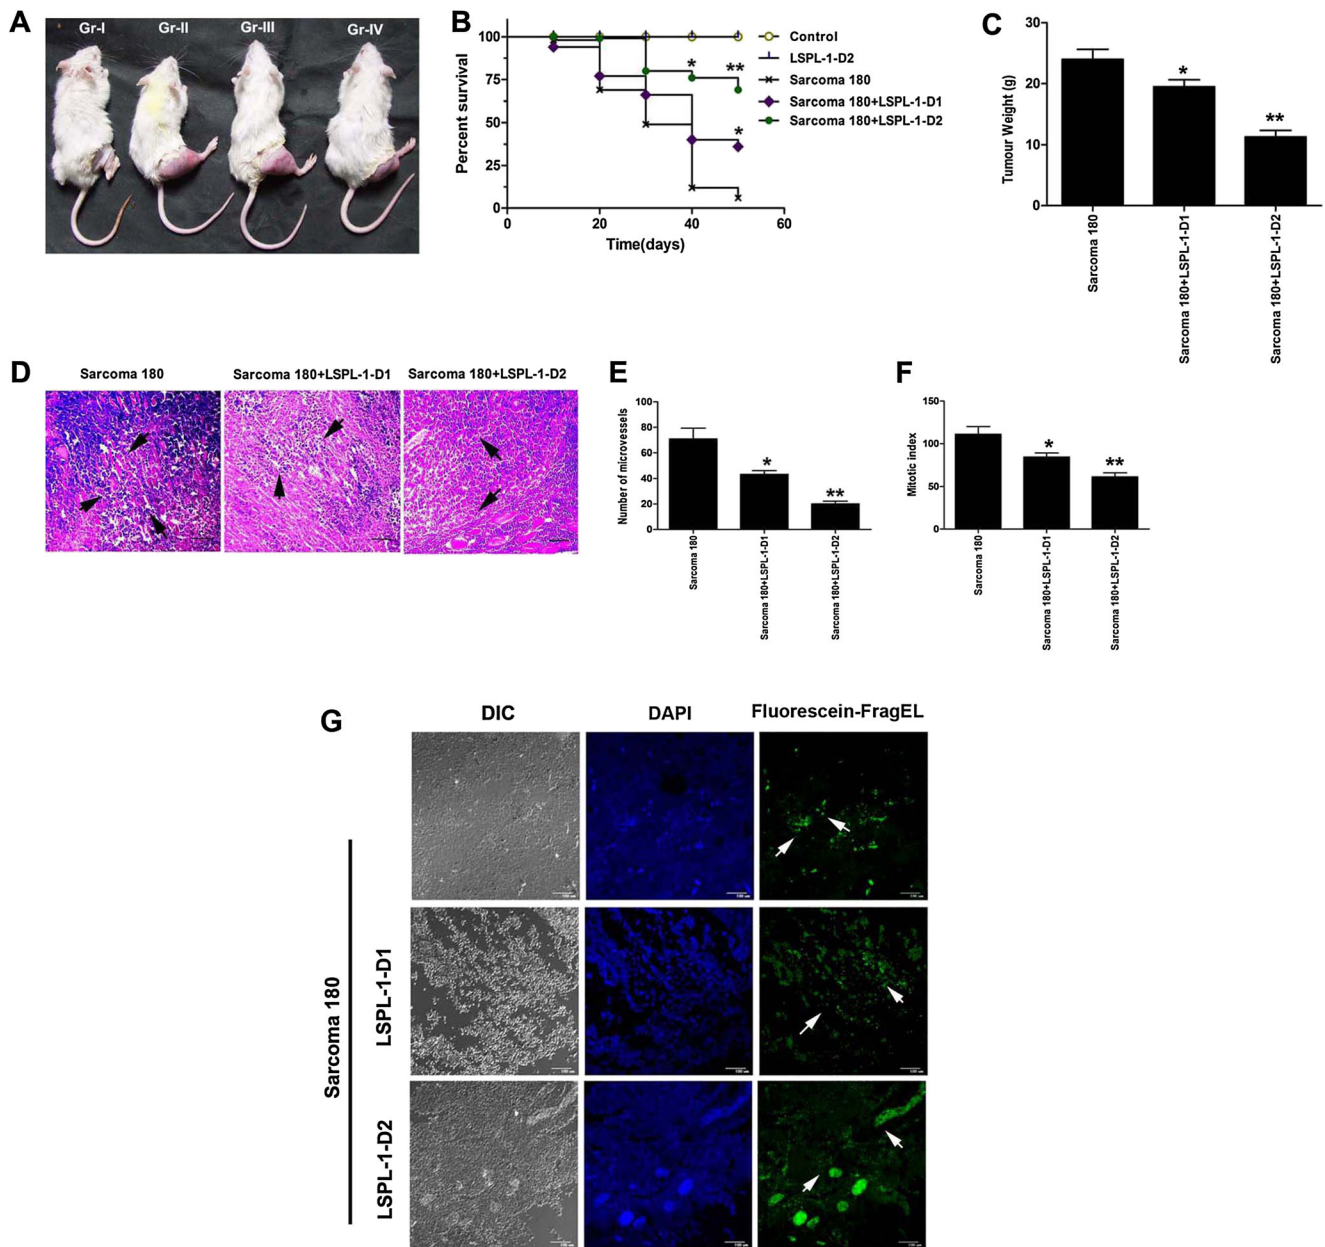 A
Gr-I
Gr-II
Gr-III
Gr-IV
B
Percent survival
100
75
50
25
0
0
20
40
60
Time(days)
*
**
*
Control
LSPL-1-D2
Sarcoma 180
Sarcoma 180+LSPL-1-D1
Sarcoma 180+LSPL-1-D2
C
Tumour Weight (g)
30
20
10
0
*
**
Sarcoma 180
Sarcoma 180+LSPL-1-D1
Sarcoma 180+LSPL-1-D2
D
Sarcoma 180
Sarcoma 180+LSPL-1-D1
Sarcoma 180+LSPL-1-D2
E
Number of microvessels
100
80
60
40
20
0
*
**
Sarcoma 180
Sarcoma 180+LSPL-1-D1
Sarcoma 180+LSPL-1-D2
F
Mitotic index
150
100
50
0
*
**
Sarcoma 180
Sarcoma 180+LSPL-1-D1
Sarcoma 180+LSPL-1-D2
G
DIC
DAPI
Fluorescein-FragEL
Sarcoma 180
LSPL-1-D1
LSPL-1-D2